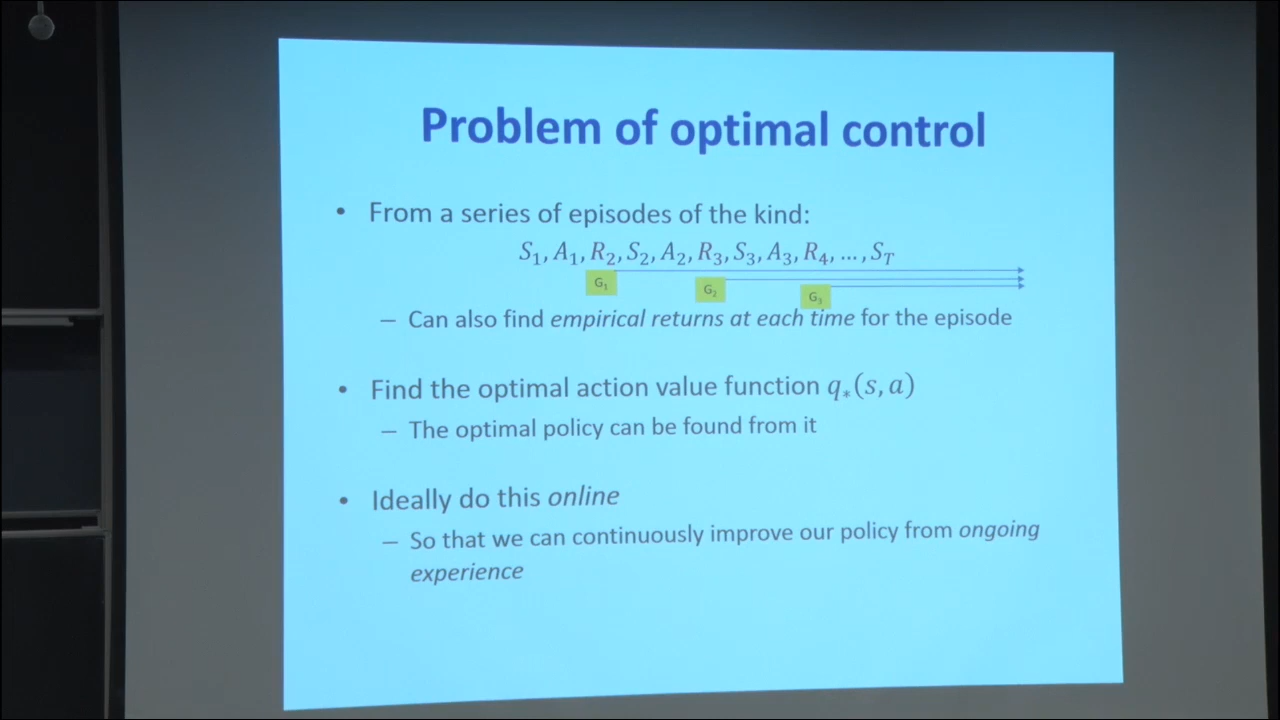 Problem of optimal control
• From a series of episodes of the kind:
S₁, A₁, R₂, S₂, A₂, R₃, S₃, A₃, R₄, … , S_T
G₁ G₂ G₃
– Can also find empirical returns at each time for the episode
• Find the optimal action value function q_*(s, a)
– The optimal policy can be found from it
• Ideally do this online
– So that we can continuously improve our policy from ongoing
experience